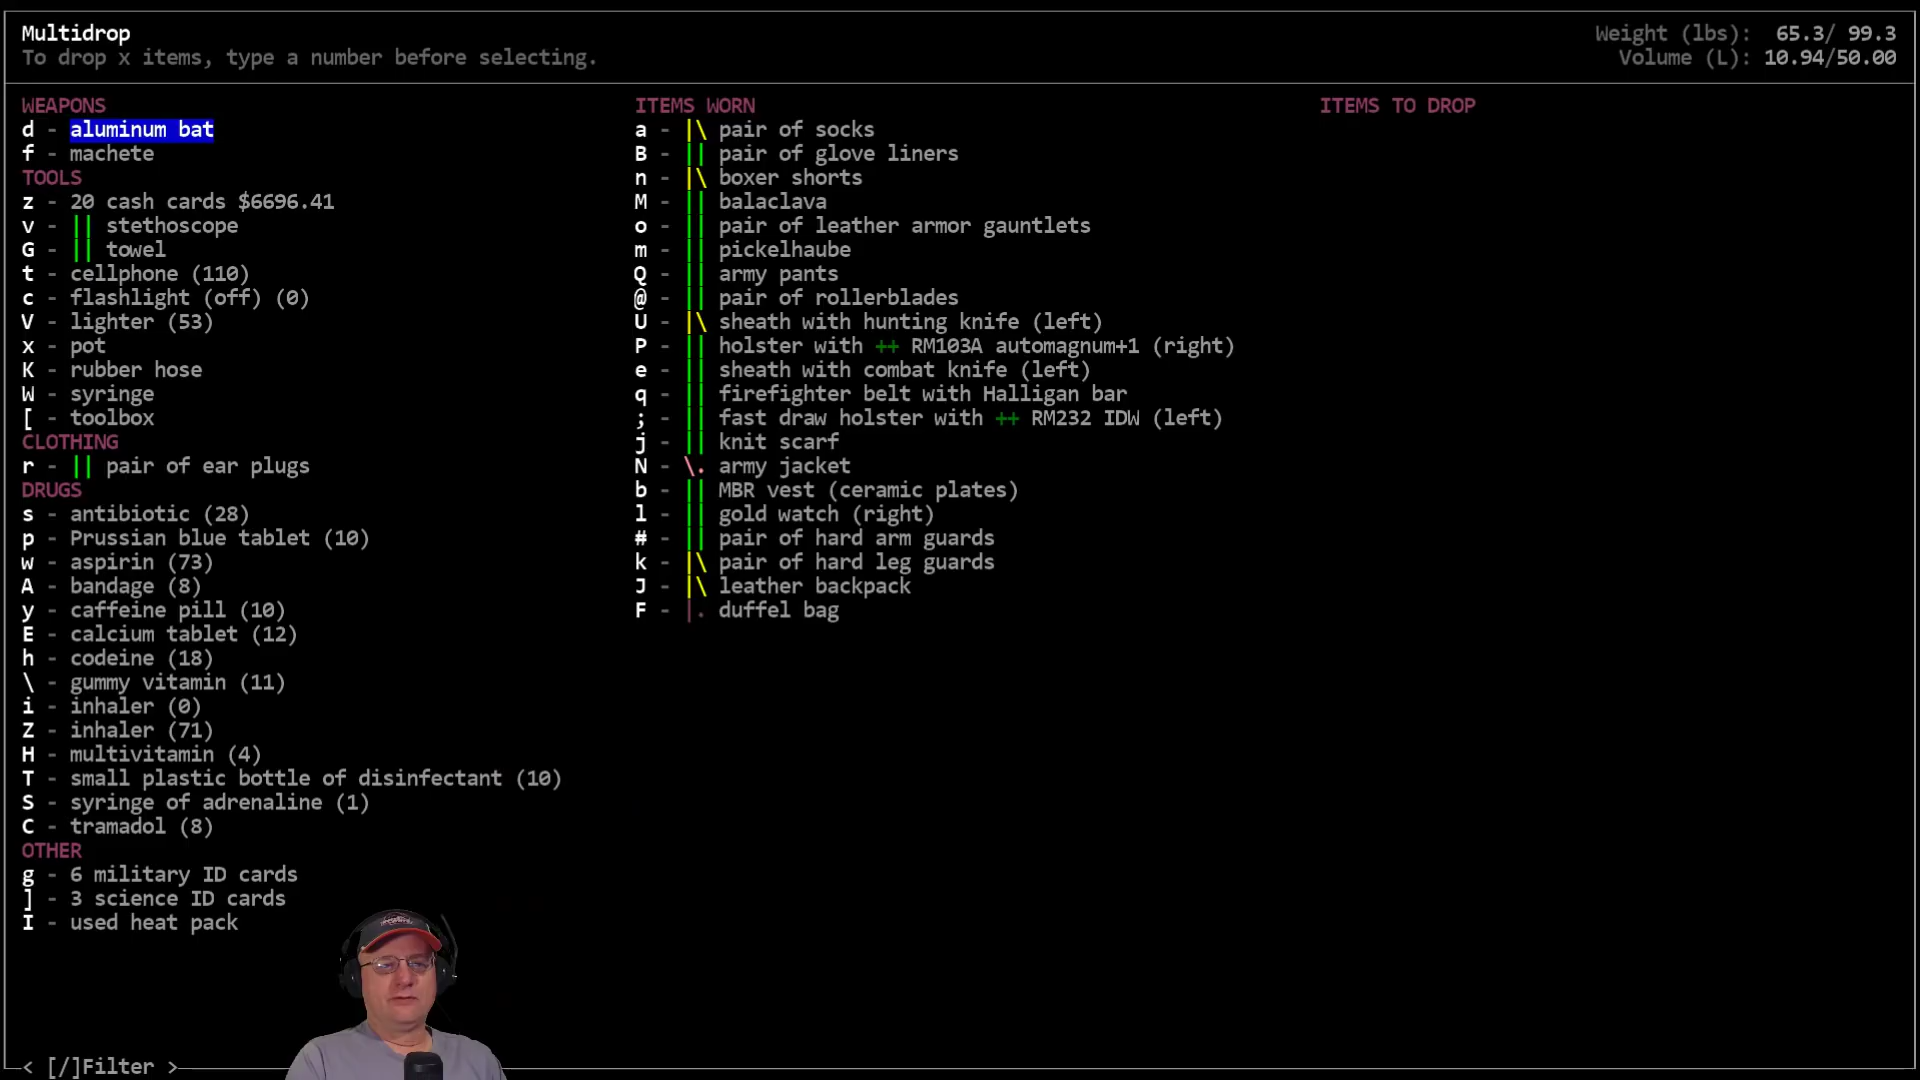 Multidrop
To drop x items, type a number before selecting.
Weight (lbs): 65.3/ 99.3
Volume (L): 10.94/50.00
WEAPONS
d - aluminum bat
f - machete
TOOLS
z - 20 cash cards $6696.41
v - || stethoscope
G - || towel
t - cellphone (110)
c - flashlight (off) (0)
V - lighter (53)
x - pot
K - rubber hose
W - syringe
[ - toolbox
CLOTHING
r - || pair of ear plugs
DRUGS
s - antibiotic (28)
p - Prussian blue tablet (10)
w - aspirin (73)
A - bandage (8)
y - caffeine pill (10)
E - calcium tablet (12)
h - codeine (18)
\ - gummy vitamin (11)
i - inhaler (0)
Z - inhaler (71)
H - multivitamin (4)
T - small plastic bottle of disinfectant (10)
S - syringe of adrenaline (1)
C - tramadol (8)
OTHER
g - 6 military ID cards
] - 3 science ID cards
I - used heat pack
ITEMS WORN
a - |\ pair of socks
B - || pair of glove liners
n - |\ boxer shorts
M - || balaclava
o - || pair of leather armor gauntlets
m - || pickelhaube
Q - || army pants
@ - || pair of rollerblades
U - |\ sheath with hunting knife (left)
P - || holster with ++ RM103A automagnum+1 (right)
e - || sheath with combat knife (left)
q - || firefighter belt with Halligan bar
; - || fast draw holster with ++ RM232 IDW (left)
j - || knit scarf
N - \. army jacket
b - || MBR vest (ceramic plates)
l - || gold watch (right)
# - || pair of hard arm guards
k - |\ pair of hard leg guards
J - |\ leather backpack
F - |. duffel bag
ITEMS TO DROP
< [/]Filter >